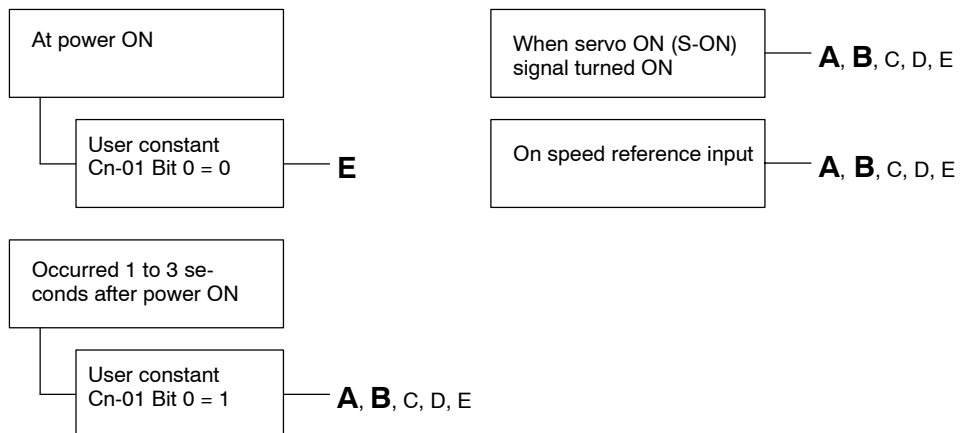 At power ON
User constant
Cn-01 Bit 0 = 0
E
When servo ON (S-ON)
signal turned ON
A, B, C, D, E
On speed reference input
A, B, C, D, E
Occurred 1 to 3 se-
conds after power ON
User constant
Cn-01 Bit 0 = 1
A, B, C, D, E